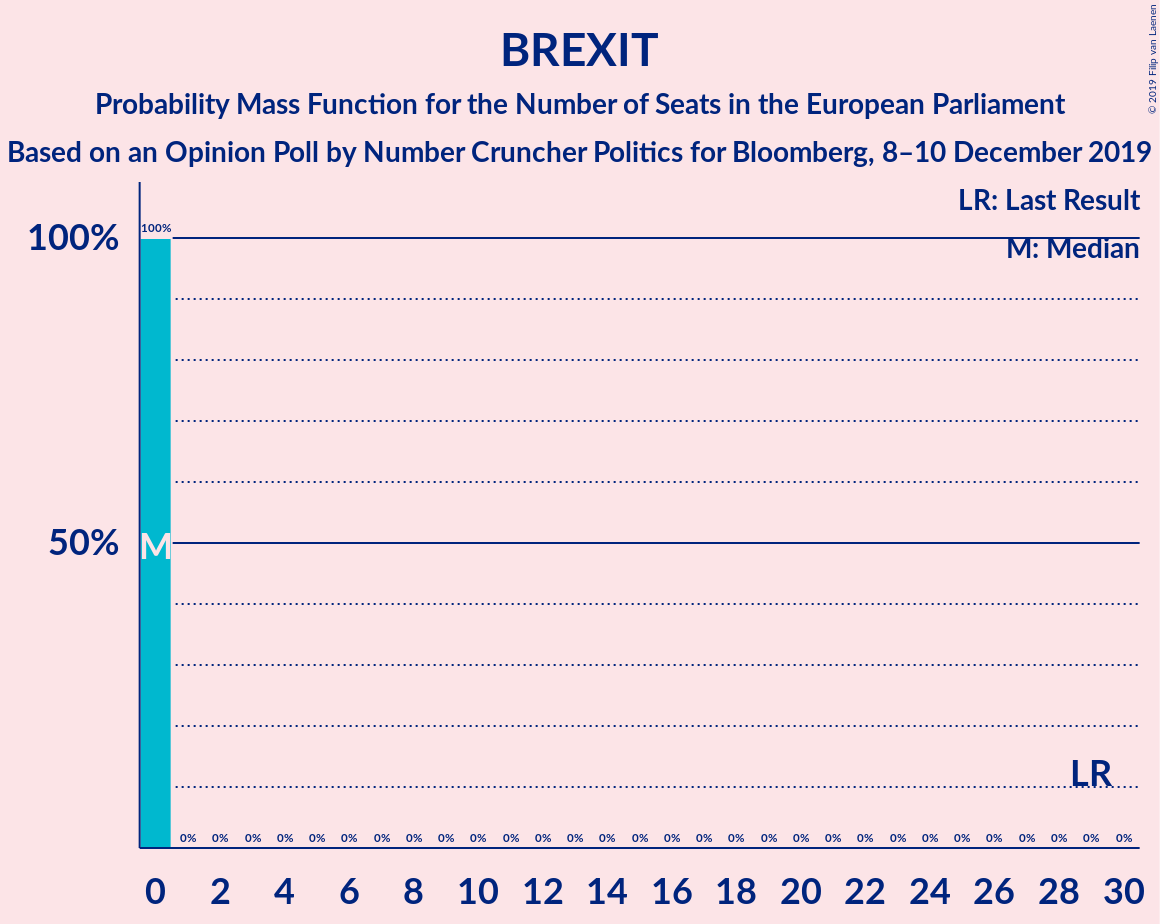 BREXIT
Probability Mass Function for the Number of Seats in the European Parliament
Based on an Opinion Poll by Number Cruncher Politics for Bloomberg, 8–10 December 2019
© 2019 Filip van Laenen
LR: Last Result
M: Median
100%
100%
50%
M
LR
0% 0% 0% 0% 0% 0% 0% 0% 0% 0% 0% 0% 0% 0% 0% 0% 0% 0% 0% 0% 0% 0% 0% 0% 0% 0% 0% 0% 0% 0%
0 2 4 6 8 10 12 14 16 18 20 22 24 26 28 30